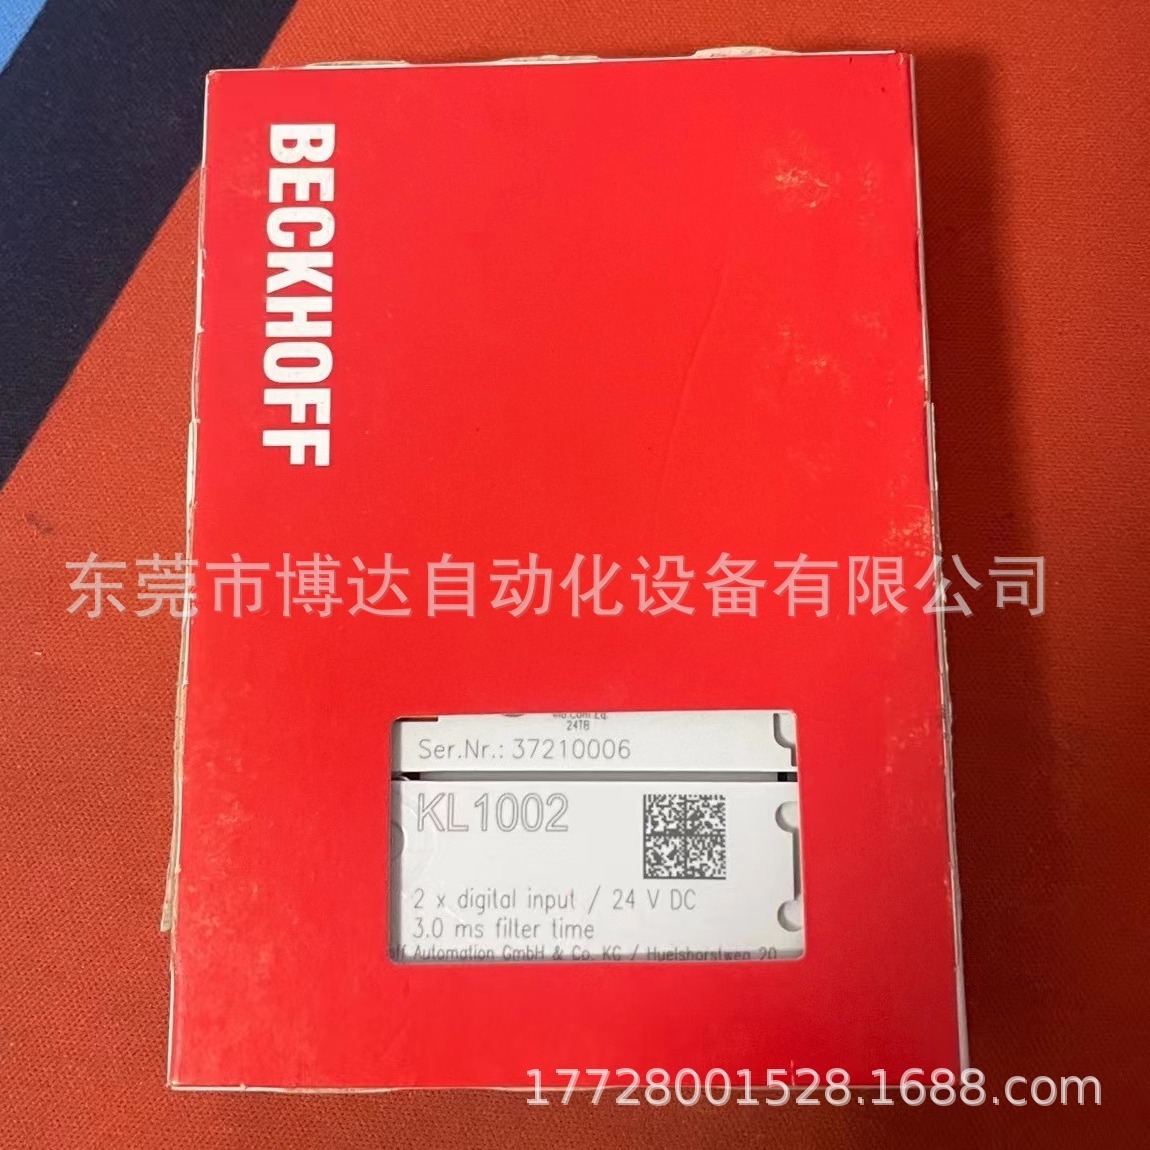 BECKHOFF
东莞市博达自动化设备有限公司
24TB
Ser.Nr.: 37210006
KL1002
2 x digital input / 24 V DC
3.0 ms filter time
Automation GmbH & Co. KG / Huelshorstweg 20
17728001528.1688.com